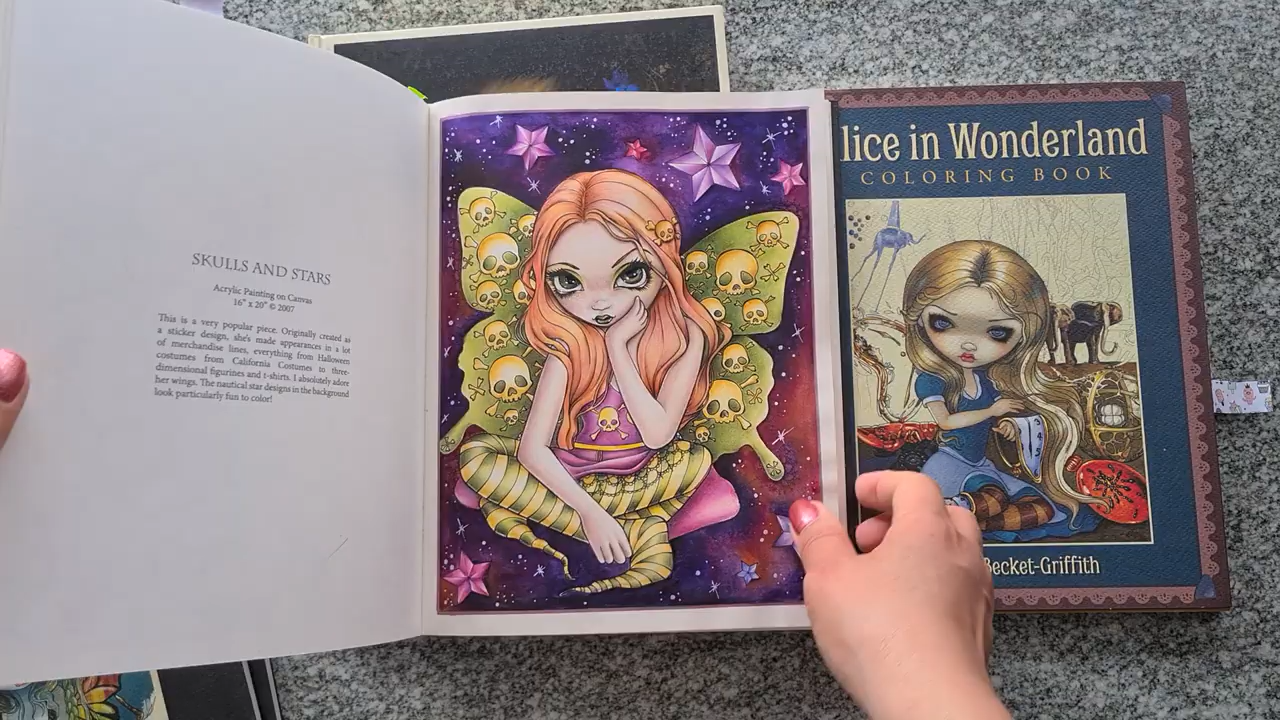 SKULLS AND STARS
Acrylic Painting on Canvas
16" x 20" © 2007
This is a very popular piece. Originally created as
a sticker design, she's made appearances in a lot
of merchandise lines, everything from Halloween
costumes from California Costumes to three-
dimensional figurines and t-shirts. I absolutely adore
her wings. The nautical star designs in the background
look particularly fun to color!
lice in Wonderland
COLORING BOOK
Becket-Griffith